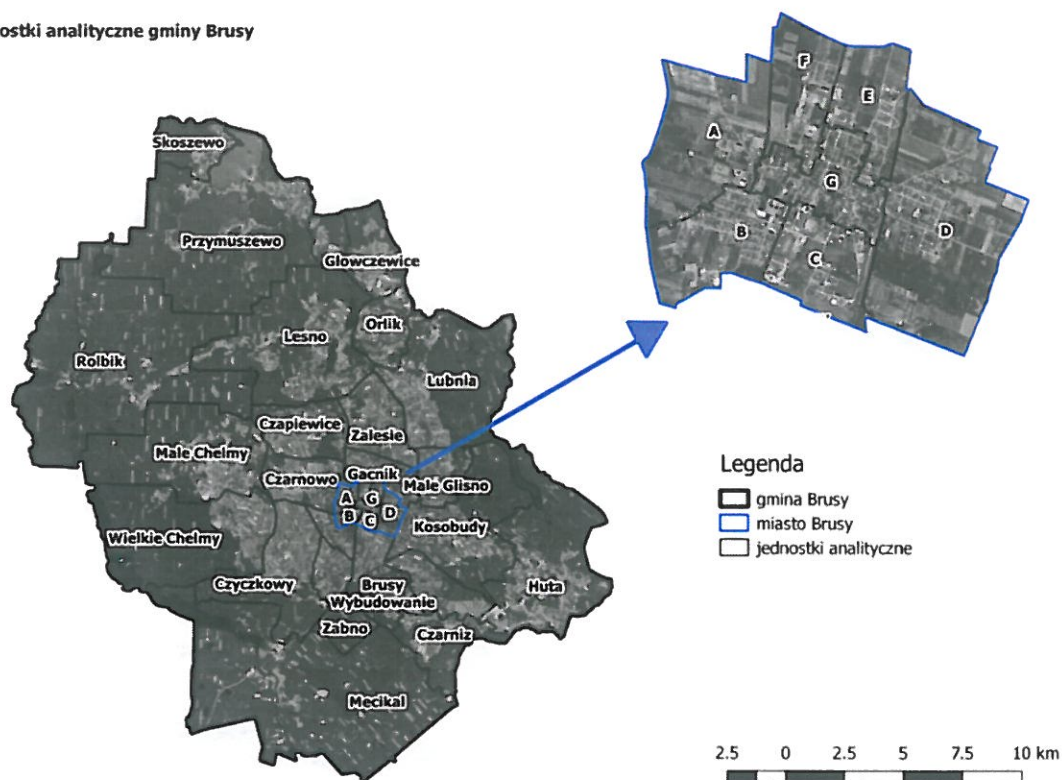 ostki analityczne gminy Brusy
F
E
A
G
B
D
C
Skoszewo
Przymuszewo
Głowczewice
Orlik
Lesno
Rolbik
Lubnia
Czapiewice
Zalesie
Male Chelmy
Gacnik
Czarnowo
Male Glisno
A
G
B
C
D
Kosobudy
Wielkie Chelmy
Czyczkowy
Brusy
Wybudowanie
Huta
Zabno
Czarniz
Mecikal
Legenda
gmina Brusy
miasto Brusy
jednostki analityczne
2.5 0 2.5 5 7.5 10 km